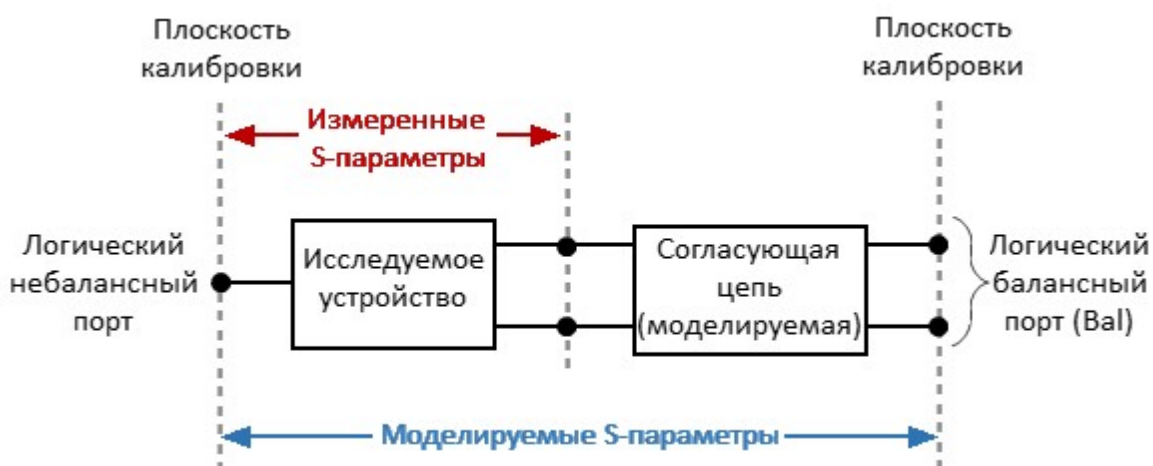 Плоскость
калибровки
Плоскость
калибровки
Измеренные
S-параметры
Логический
небалансный
порт
Исследуемое
устройство
Согласующая
цепь
(моделируемая)
Логический
балансный
порт (Bal)
Моделируемые S-параметры